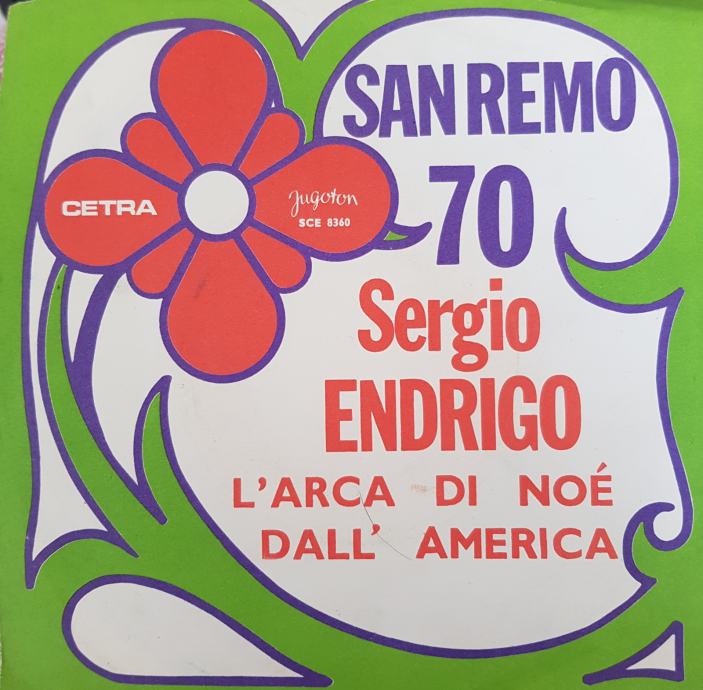 SAN REMO
70
CETRA
Jugoton
SCE 8360
Sergio
ENDRIGO
L'ARCA DI NOÉ
DALL' AMERICA